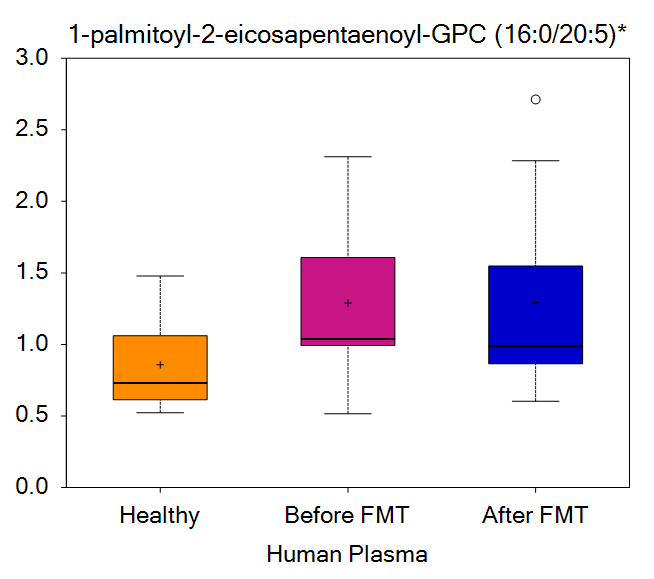 1-palmitoyl-2-eicosapentaenoyl-GPC (16:0/20:5)*
3.0
2.5
2.0
1.5
1.0
0.5
0.0
Healthy Before FMT After FMT
Human Plasma